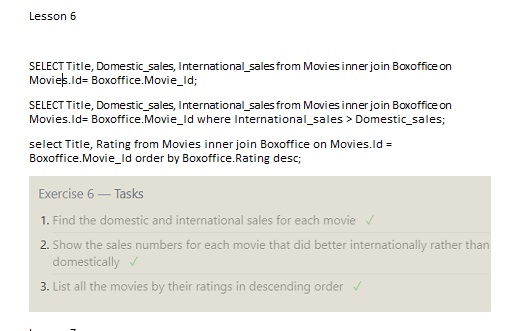 Lesson 6
SELECT Title, Domestic_sales, International_sales from Movies inner join Boxoffice on
Movies.Id= Boxoffice.Movie_Id;
SELECT Title, Domestic_sales, International_sales from Movies inner join Boxoffice on
Movies.Id= Boxoffice.Movie_Id where International_sales > Domestic_sales;
select Title, Rating from Movies inner join Boxoffice on Movies.Id =
Boxoffice.Movie_Id order by Boxoffice.Rating desc;
Exercise 6 — Tasks
1. Find the domestic and international sales for each movie ✓
2. Show the sales numbers for each movie that did better internationally rather than
domestically ✓
3. List all the movies by their ratings in descending order ✓